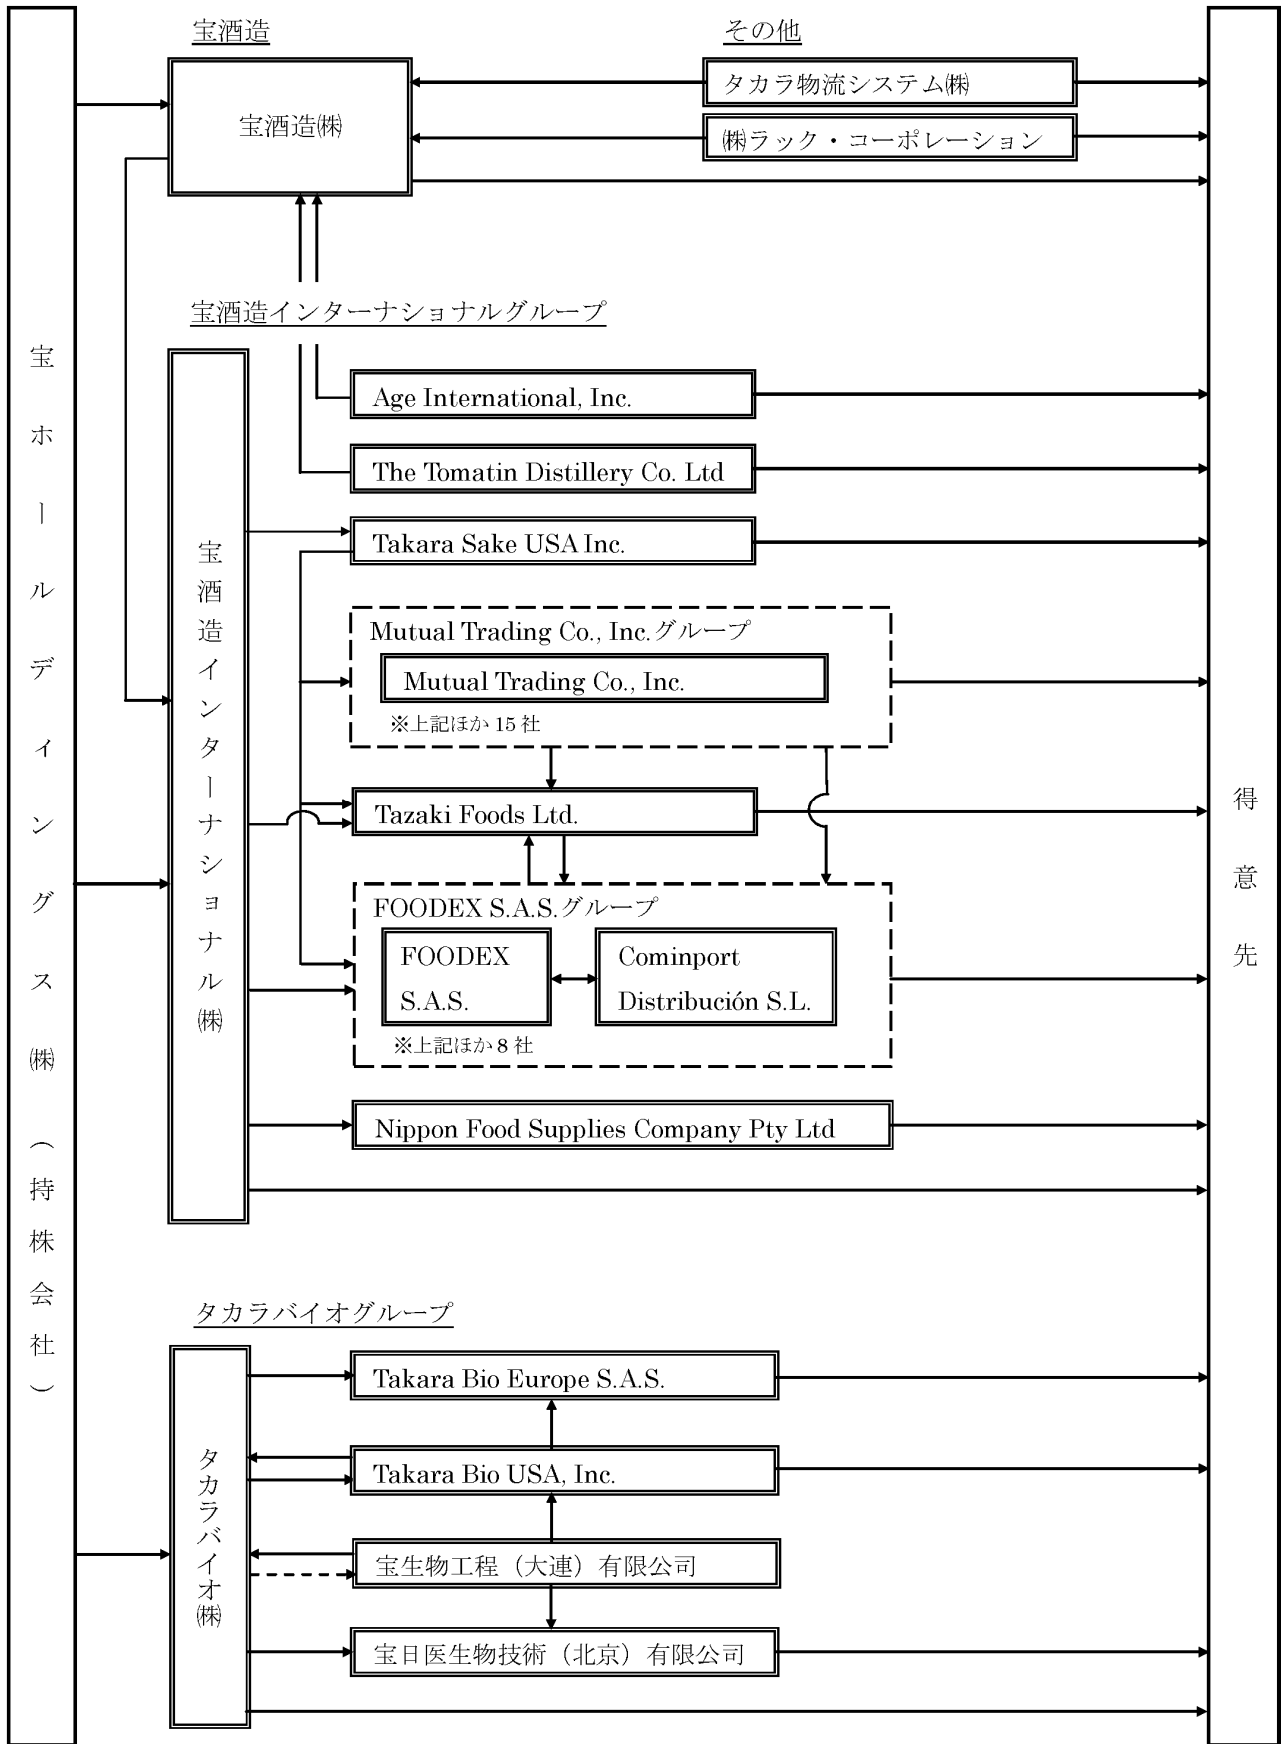 宝ホールディングス㈱（持株会社）
宝酒造
その他
宝酒造㈱
タカラ物流システム㈱
㈱ラック・コーポレーション
宝酒造インターナショナルグループ
宝酒造インターナショナル㈱
Age International, Inc.
The Tomatin Distillery Co. Ltd
Takara Sake USA Inc.
Mutual Trading Co., Inc.グループ
Mutual Trading Co., Inc.
※上記ほか 15 社
Tazaki Foods Ltd.
FOODEX S.A.S.グループ
FOODEX
S.A.S.
Cominport
Distribución S.L.
※上記ほか 8 社
Nippon Food Supplies Company Pty Ltd
タカラバイオグループ
タカラバイオ㈱
Takara Bio Europe S.A.S.
Takara Bio USA, Inc.
宝生物工程（大連）有限公司
宝日医生物技術（北京）有限公司
得意先